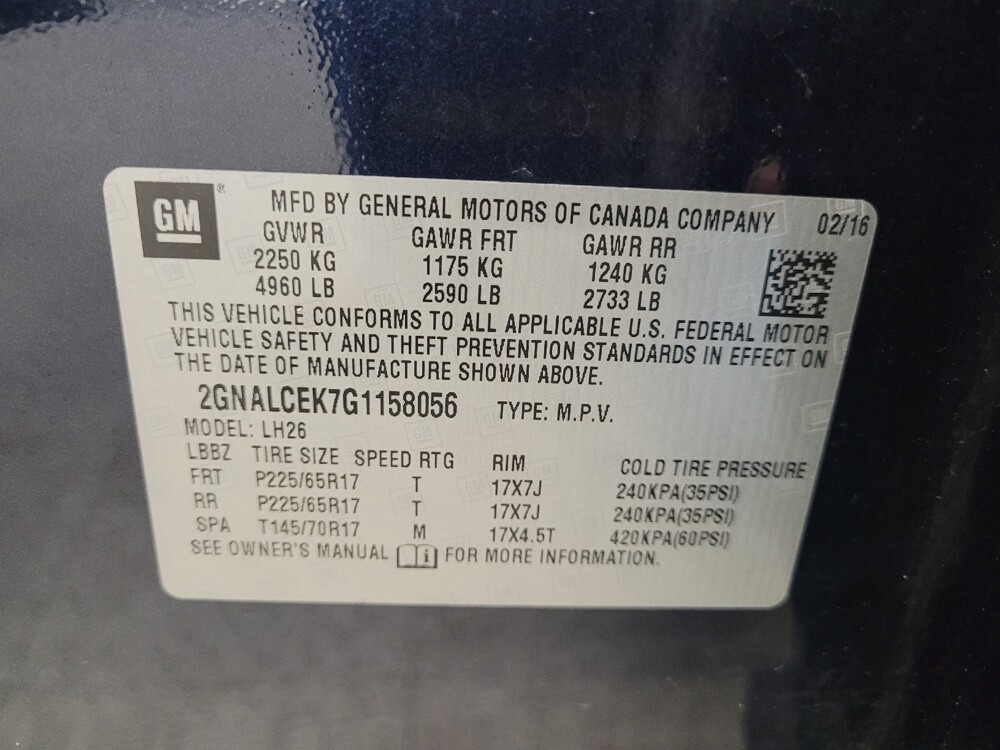 GM ® MFD BY GENERAL MOTORS OF CANADA COMPANY 02/16
GVWR GAWR FRT GAWR RR
2250 KG 1175 KG 1240 KG
4960 LB 2590 LB 2733 LB
THIS VEHICLE CONFORMS TO ALL APPLICABLE U.S. FEDERAL MOTOR
VEHICLE SAFETY AND THEFT PREVENTION STANDARDS IN EFFECT ON
THE DATE OF MANUFACTURE SHOWN ABOVE.
2GNALCEK7G1158056 TYPE: M.P.V.
MODEL: LH26
LBBZ TIRE SIZE SPEED RTG RIM COLD TIRE PRESSURE
FRT P225/65R17 T 17X7J 240KPA(35PSI)
RR P225/65R17 T 17X7J 240KPA(35PSI)
SPA T145/70R17 M 17X4.5T 420KPA(60PSI)
SEE OWNER'S MANUAL i FOR MORE INFORMATION.